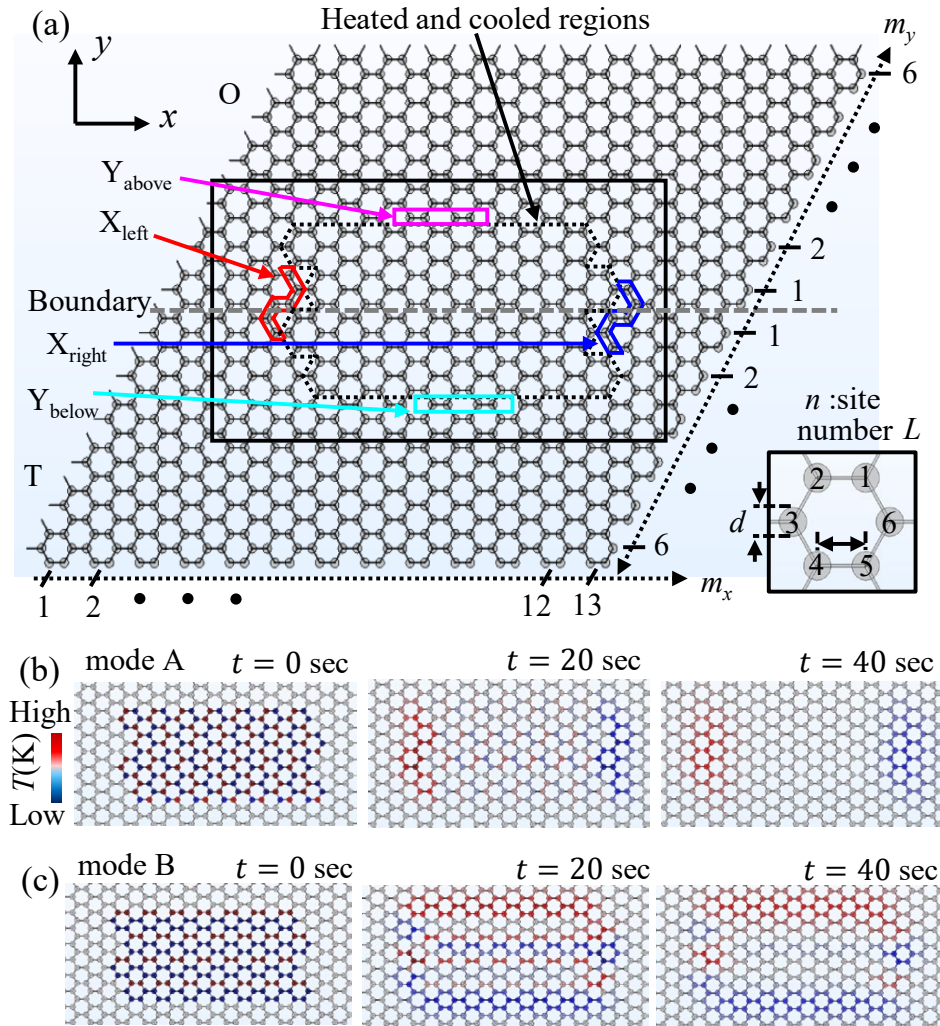 (a)
Heated and cooled regions
m_y
y
x
O
6
Y_above
X_left
2
Boundary
1
1
X_right
2
Y_below
n :site
number L
T
2 1
3 6
d
4 5
6
1 2 12 13
m_x
(b) mode A t = 0 sec t = 20 sec t = 40 sec
High
T(K)
Low
(c) mode B t = 0 sec t = 20 sec t = 40 sec